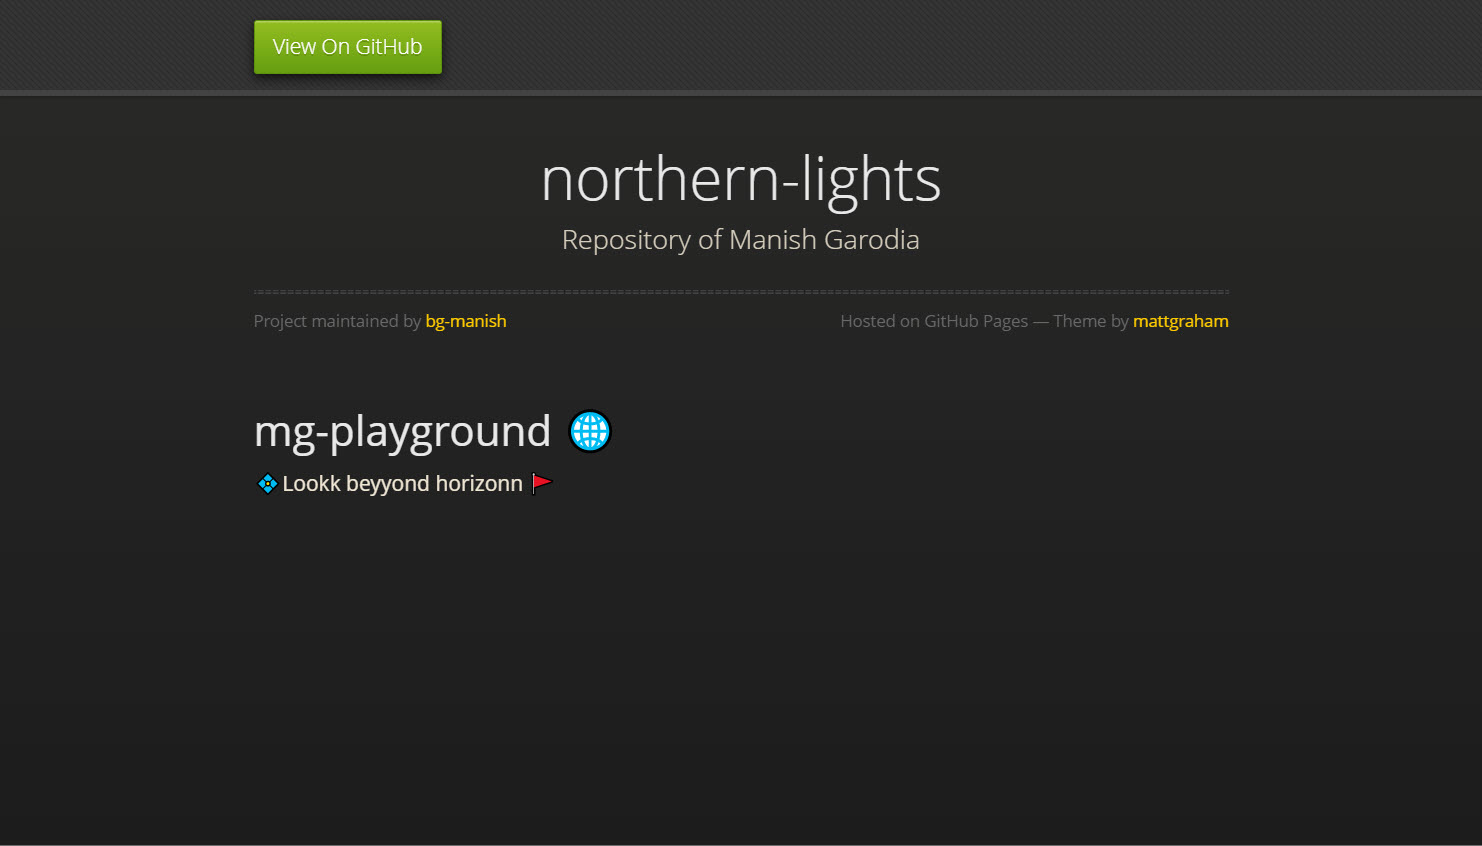 View On GitHub
northern-lights
Repository of Manish Garodia
Project maintained by bg-manish
Hosted on GitHub Pages — Theme by mattgraham
mg-playground
Lookk beyyond horizonn